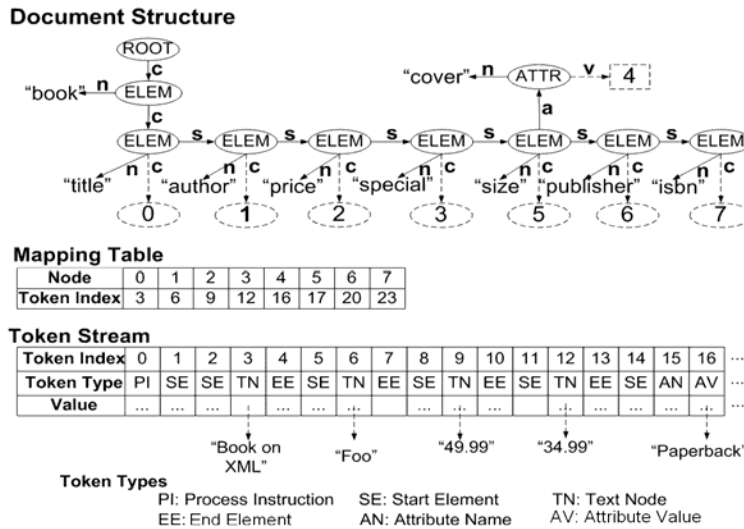 Document Structure
ROOT
c
"book" n ELEM
c
"cover" n ATTR v 4
a
ELEM s ELEM s ELEM s ELEM s ELEM s ELEM s ELEM
n c n c n c n c n c n c n c
"title" "author" "price" "special" "size" "publisher" "isbn"
0 1 2 3 5 6 7
Mapping Table
Node 0 1 2 3 4 5 6 7
Token Index 3 6 9 12 16 17 20 23
Token Stream
Token Index 0 1 2 3 4 5 6 7 8 9 10 11 12 13 14 15 16 ...
Token Type PI SE SE TN EE SE TN EE SE TN EE SE TN EE SE AN AV ...
Value ... ... ... ... ... ... ... ... ... ... ... ... ... ... ... ... ... ...
"Book on
XML"
"Foo"
"49.99"
"34.99"
"Paperback"
Token Types
PI: Process Instruction SE: Start Element TN: Text Node
EE: End Element AN: Attribute Name AV: Attribute Value